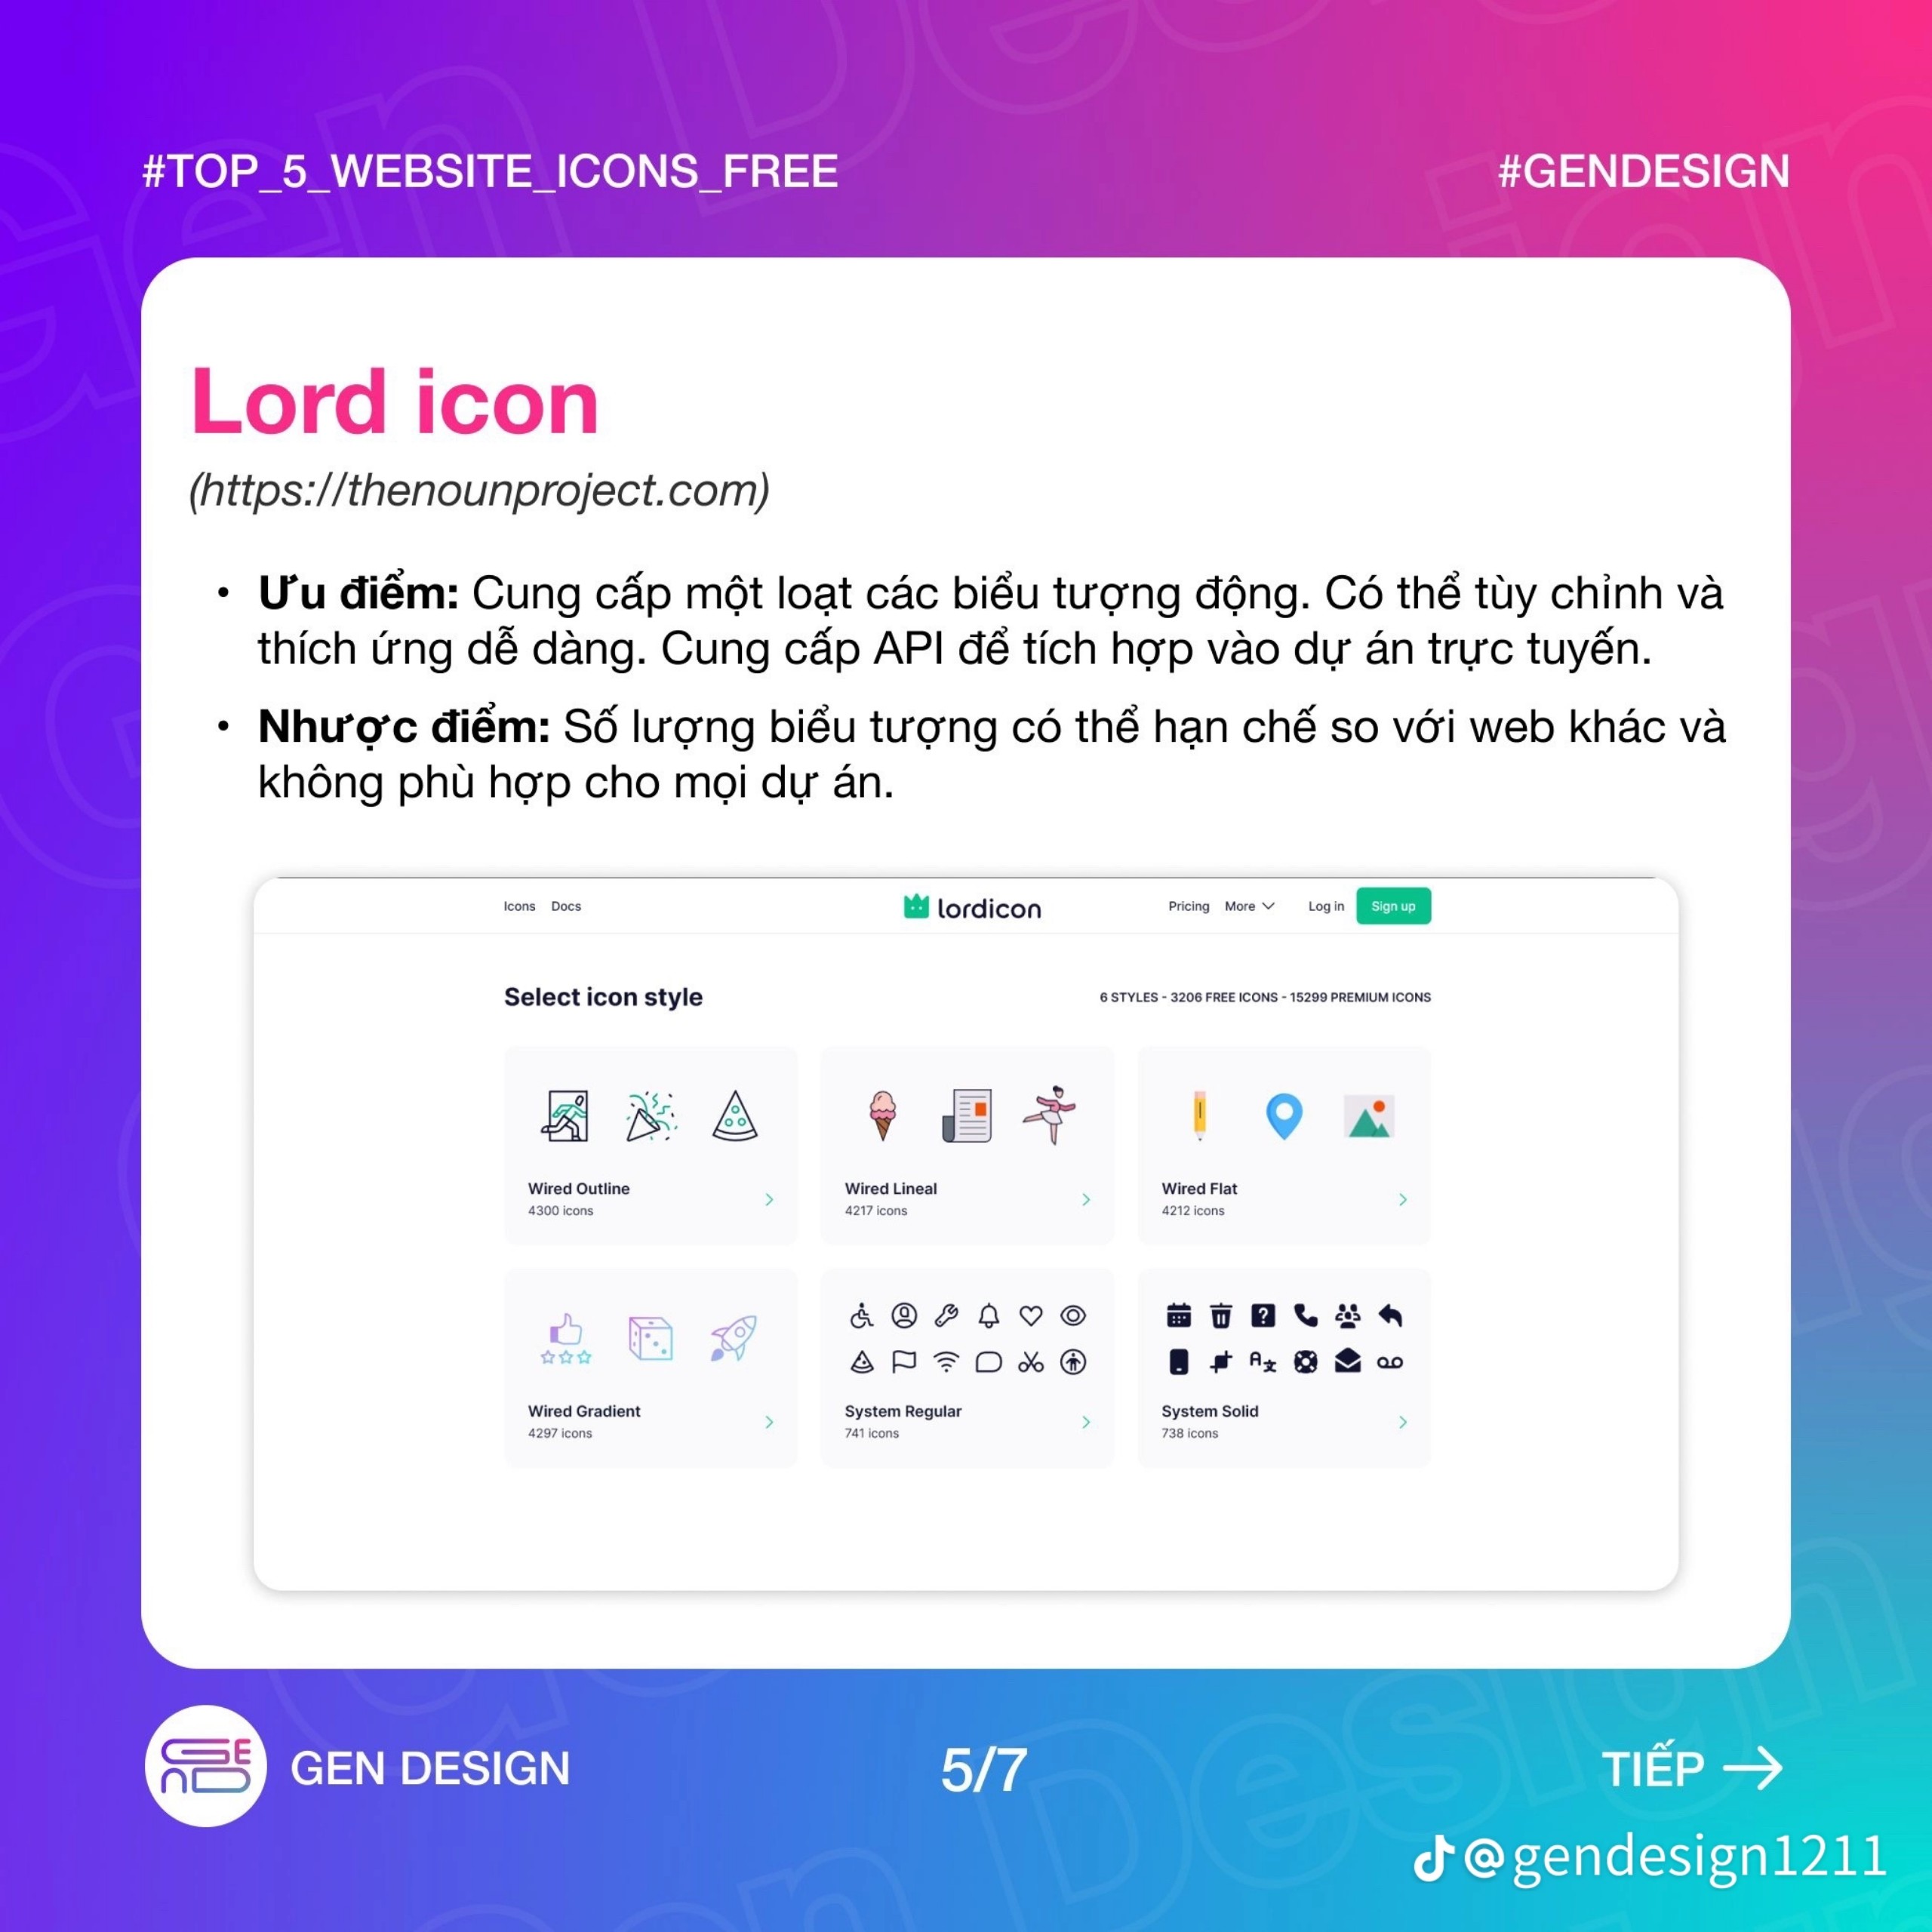 #TOP_5_WEBSITE_ICONS_FREE
#GENDESIGN
Lord icon
(https://thenounproject.com)
• Ưu điểm: Cung cấp một loạt các biểu tượng động. Có thể tùy chỉnh và
thích ứng dễ dàng. Cung cấp API để tích hợp vào dự án trực tuyến.
• Nhược điểm: Số lượng biểu tượng có thể hạn chế so với web khác và
không phù hợp cho mọi dự án.
Icons Docs
lordicon
Pricing More Log in Sign up
Select icon style
6 STYLES - 3206 FREE ICONS - 15299 PREMIUM ICONS
Wired Outline
4300 icons
Wired Lineal
4217 icons
Wired Flat
4212 icons
Wired Gradient
4297 icons
System Regular
741 icons
System Solid
738 icons
GEN DESIGN
5/7
TIẾP →
@gendesign1211